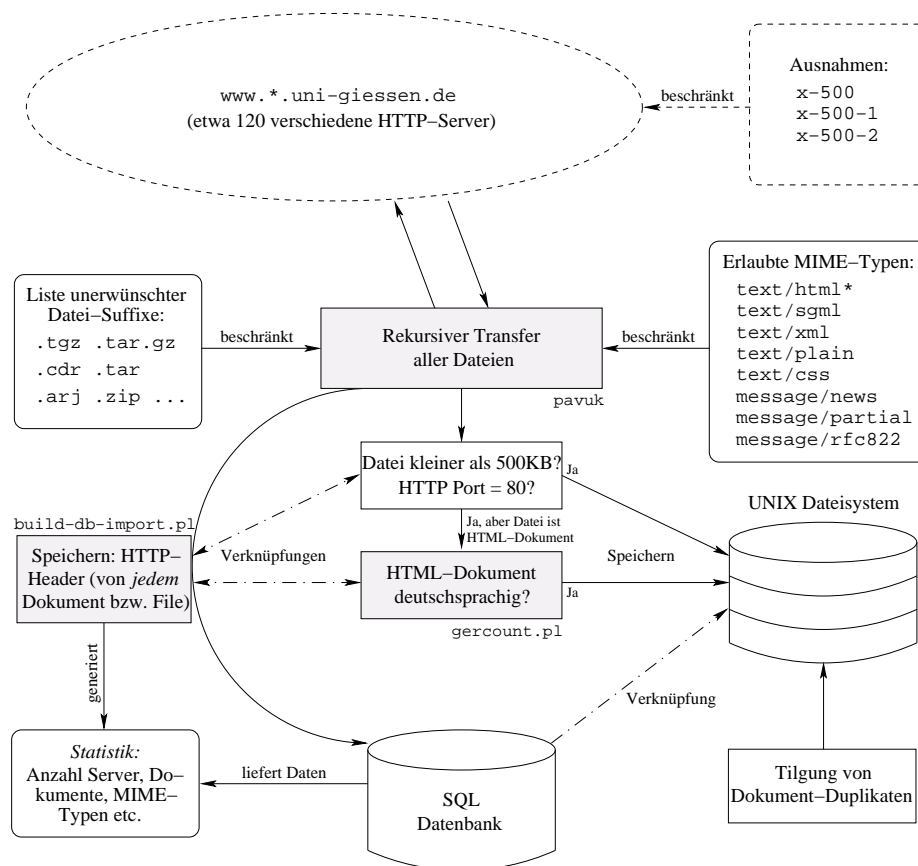 www.*.uni-giessen.de
(etwa 120 verschiedene HTTP–Server)
beschränkt
Ausnahmen:
x-500
x-500-1
x-500-2
Liste unerwünschter
Datei–Suffixe:
.tgz .tar.gz
.cdr .tar
.arj .zip ...
beschränkt
Rekursiver Transfer
aller Dateien
pavuk
beschränkt
Erlaubte MIME–Typen:
text/html*
text/sgml
text/xml
text/plain
text/css
message/news
message/partial
message/rfc822
Datei kleiner als 500KB?
HTTP Port = 80?
Ja
Ja, aber Datei ist
HTML–Dokument
build-db-import.pl
Speichern: HTTP–
Header (von jedem
Dokument bzw. File)
Verknüpfungen
HTML–Dokument
deutschsprachig?
gercount.pl
Speichern
Ja
UNIX Dateisystem
generiert
Verknüpfung
Statistik:
Anzahl Server, Do–
kumente, MIME–
Typen etc.
liefert Daten
SQL
Datenbank
Tilgung von
Dokument–Duplikaten